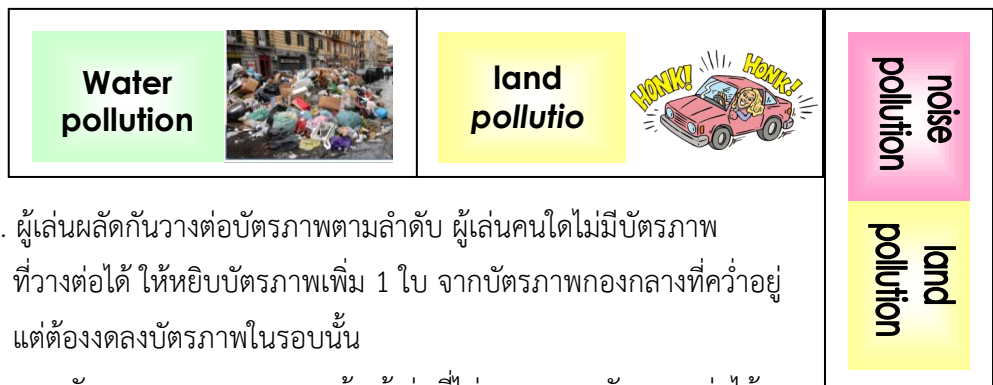 Water
pollution
land
pollutio
HONK!
HONK!
noise
pollution
land
pollution
. ผู้เล่นผลัดกันวางต่อบัตรภาพตามลำดับ ผู้เล่นคนใดไม่มีบัตรภาพ
ที่วางต่อได้ ให้หยิบบัตรภาพเพิ่ม 1 ใบ จากบัตรภาพกองกลางที่คว่ำอยู่
แต่ต้องงดลงบัตรภาพในรอบนั้น